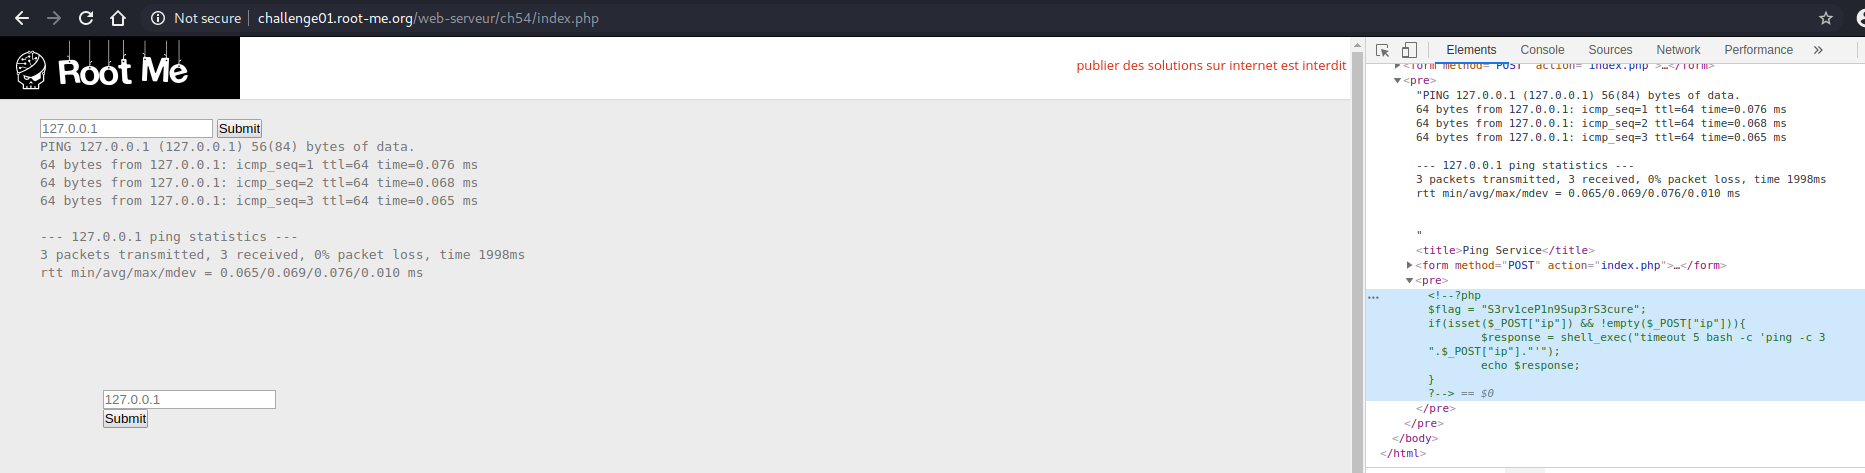 Not secure challenge01.root-me.org/web-serveur/ch54/index.php
Root Me
publier des solutions sur internet est interdit
127.0.0.1 Submit
PING 127.0.0.1 (127.0.0.1) 56(84) bytes of data.
64 bytes from 127.0.0.1: icmp_seq=1 ttl=64 time=0.076 ms
64 bytes from 127.0.0.1: icmp_seq=2 ttl=64 time=0.068 ms
64 bytes from 127.0.0.1: icmp_seq=3 ttl=64 time=0.065 ms
--- 127.0.0.1 ping statistics ---
3 packets transmitted, 3 received, 0% packet loss, time 1998ms
rtt min/avg/max/mdev = 0.065/0.069/0.076/0.010 ms
127.0.0.1
Submit
Elements Console Sources Network Performance »
<form method="POST" action="index.php">…</form>
<pre>
"PING 127.0.0.1 (127.0.0.1) 56(84) bytes of data.
64 bytes from 127.0.0.1: icmp_seq=1 ttl=64 time=0.076 ms
64 bytes from 127.0.0.1: icmp_seq=2 ttl=64 time=0.068 ms
64 bytes from 127.0.0.1: icmp_seq=3 ttl=64 time=0.065 ms
--- 127.0.0.1 ping statistics ---
3 packets transmitted, 3 received, 0% packet loss, time 1998ms
rtt min/avg/max/mdev = 0.065/0.069/0.076/0.010 ms
"
<title>Ping Service</title>
<form method="POST" action="index.php">…</form>
<pre>
… <!--?php
$flag = "S3rv1ceP1n9Sup3rS3cure";
if(isset($_POST["ip"]) && !empty($_POST["ip"])){
$response = shell_exec("timeout 5 bash -c 'ping -c 3
".$_POST["ip"]."'");
echo $response;
}
?--> == $0
</pre>
</pre>
</body>
</html>